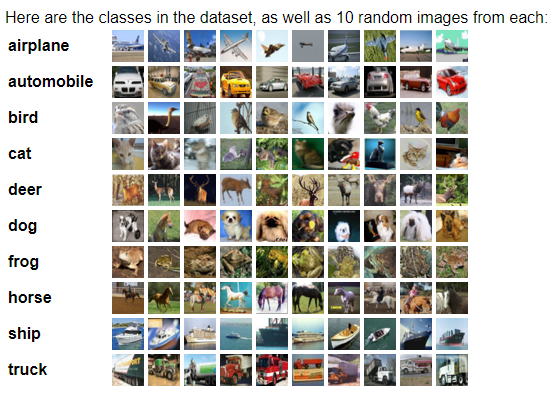 Here are the classes in the dataset, as well as 10 random images from each:
airplane
automobile
bird
cat
deer
dog
frog
horse
ship
truck